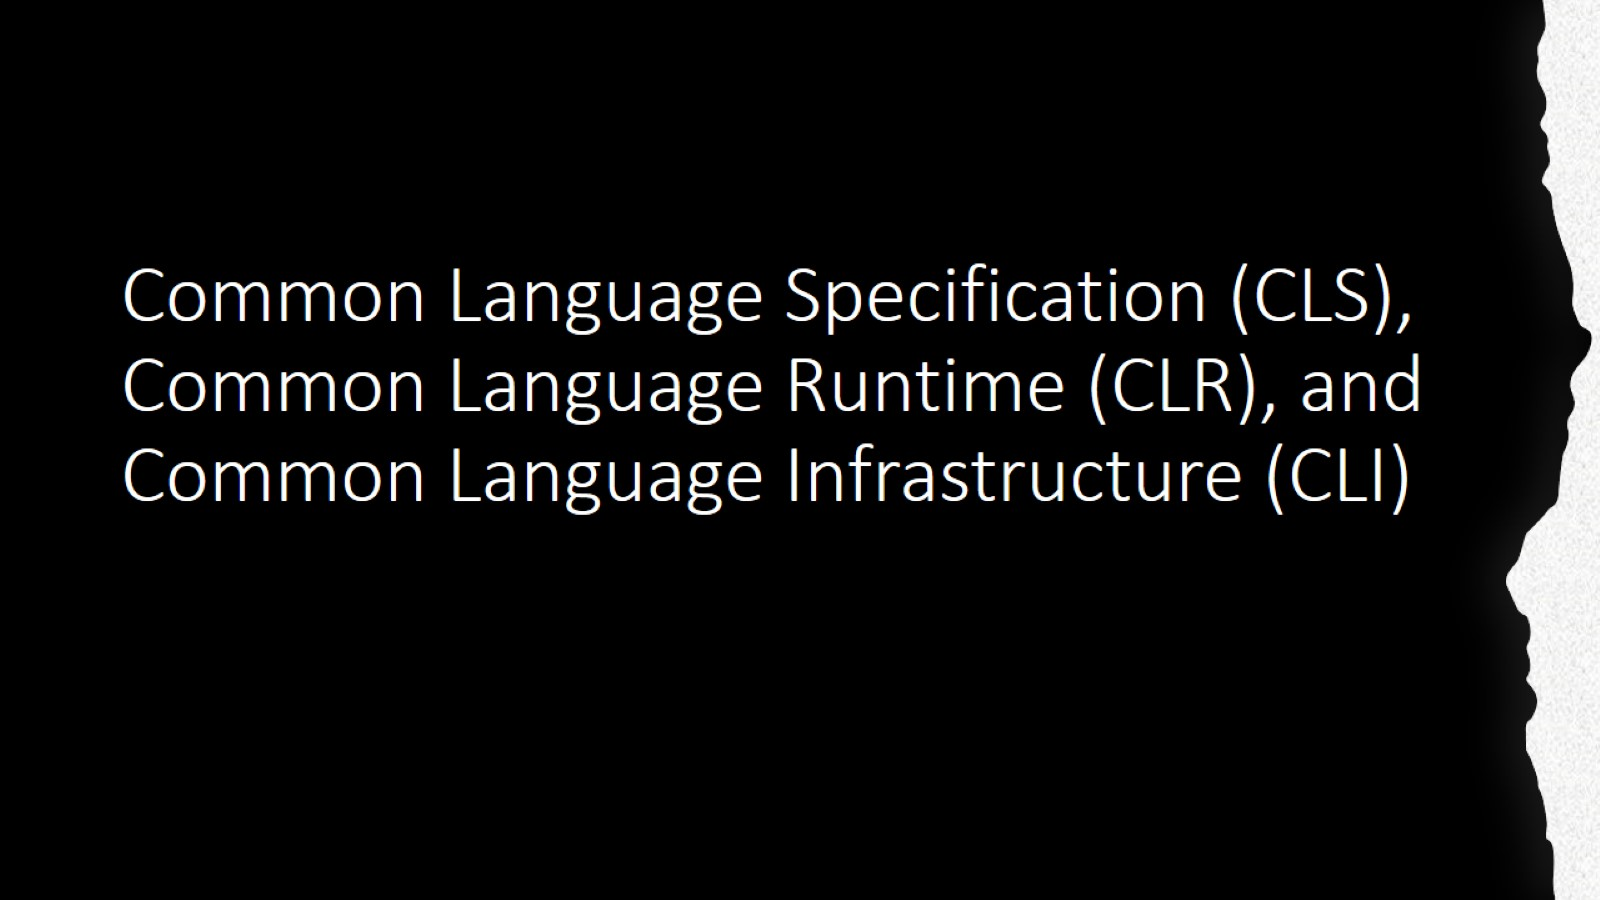 Common Language Specification (CLS),
Common Language Runtime (CLR), and
Common Language Infrastructure (CLI)